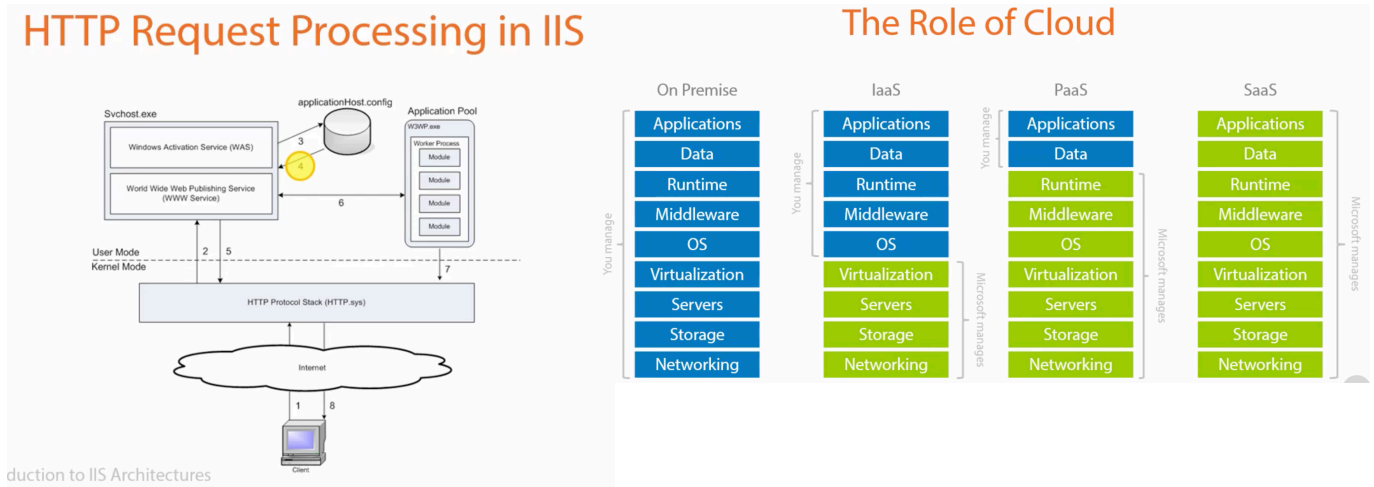 HTTP Request Processing in IIS
Svchost.exe
applicationHost.config
Application Pool
W3WP.exe
Windows Activation Service (WAS)
3
4
Worker Process
Module
Module
Module
Module
World Wide Web Publishing Service
(WWW Service)
6
User Mode
2
5
Kernel Mode
7
HTTP Protocol Stack (HTTP.sys)
Internet
1
8
Client
duction to IIS Architectures
The Role of Cloud
On Premise
You manage
Applications
Data
Runtime
Middleware
OS
Virtualization
Servers
Storage
Networking
IaaS
You manage
Applications
Data
Runtime
Middleware
OS
Virtualization
Servers
Storage
Networking
Microsoft manages
PaaS
You manage
Applications
Data
Runtime
Middleware
OS
Virtualization
Servers
Storage
Networking
Microsoft manages
SaaS
Applications
Data
Runtime
Middleware
OS
Virtualization
Servers
Storage
Networking
Microsoft manages